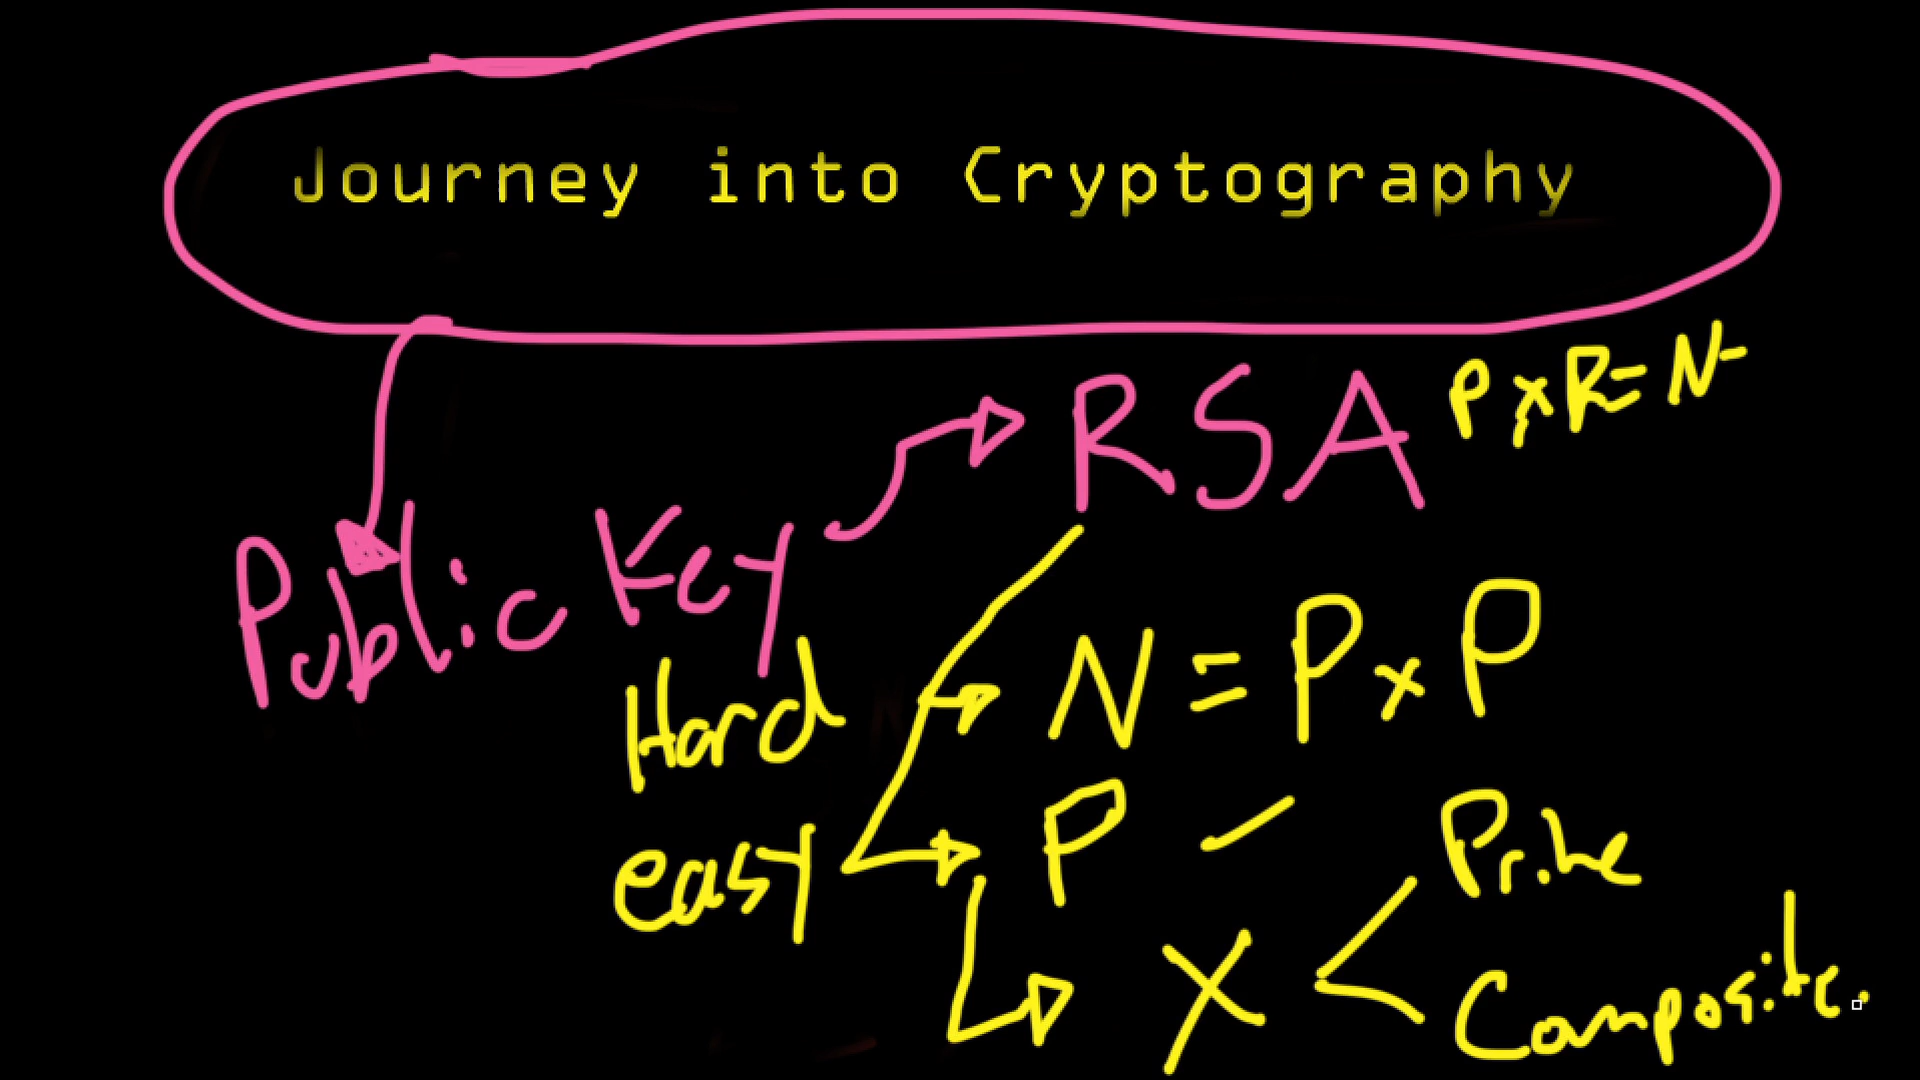 Journey into Cryptography
RSA
P x R = N-
Public Key
Hard
N = P x P
easy
P -
Prime
X <
Composite.